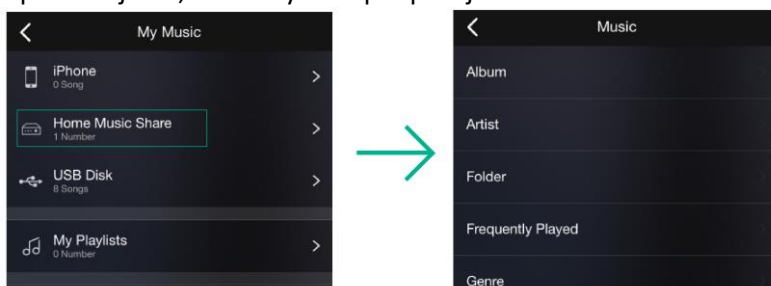 My Music
iPhone
0 Song
Home Music Share
1 Number
USB Disk
8 Songs
My Playlists
0 Number
Music
Album
Artist
Folder
Frequently Played
Genre